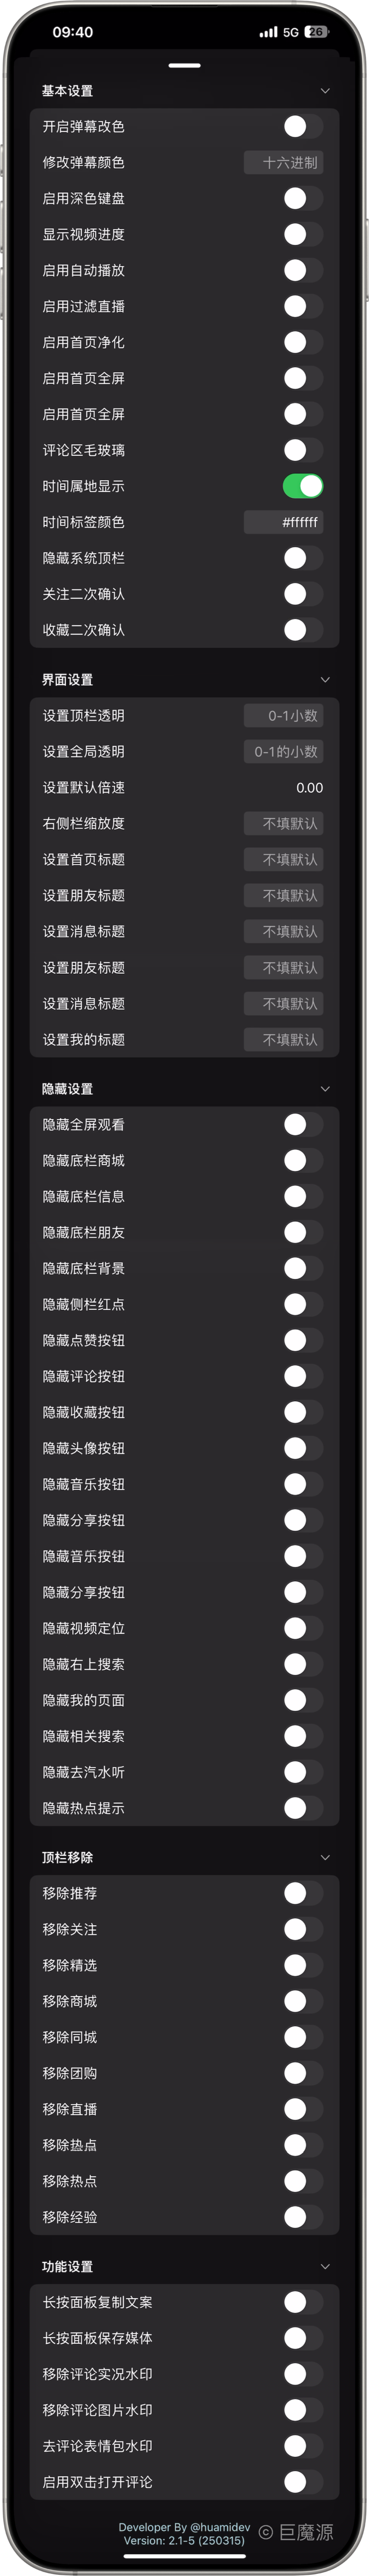 09:40
5G
26
基本设置
开启弹幕改色
修改弹幕颜色 十六进制
启用深色键盘
显示视频进度
启用自动播放
启用过滤直播
启用首页净化
启用首页全屏
启用首页全屏
评论区毛玻璃
时间属地显示
时间标签颜色 #ffffff
隐藏系统顶栏
关注二次确认
收藏二次确认
界面设置
设置顶栏透明 0-1小数
设置全局透明 0-1的小数
设置默认倍速 0.00
右侧栏缩放度 不填默认
设置首页标题 不填默认
设置朋友标题 不填默认
设置消息标题 不填默认
设置朋友标题 不填默认
设置消息标题 不填默认
设置我的标题 不填默认
隐藏设置
隐藏全屏观看
隐藏底栏商城
隐藏底栏信息
隐藏底栏朋友
隐藏底栏背景
隐藏侧栏红点
隐藏点赞按钮
隐藏评论按钮
隐藏收藏按钮
隐藏头像按钮
隐藏音乐按钮
隐藏分享按钮
隐藏音乐按钮
隐藏分享按钮
隐藏视频定位
隐藏右上搜索
隐藏我的页面
隐藏相关搜索
隐藏去汽水听
隐藏热点提示
顶栏移除
移除推荐
移除关注
移除精选
移除商城
移除同城
移除团购
移除直播
移除热点
移除热点
移除经验
功能设置
长按面板复制文案
长按面板保存媒体
移除评论实况水印
移除评论图片水印
去评论表情包水印
启用双击打开评论
Developer By @huamidev
Version: 2.1-5 (250315)
© 巨魔源